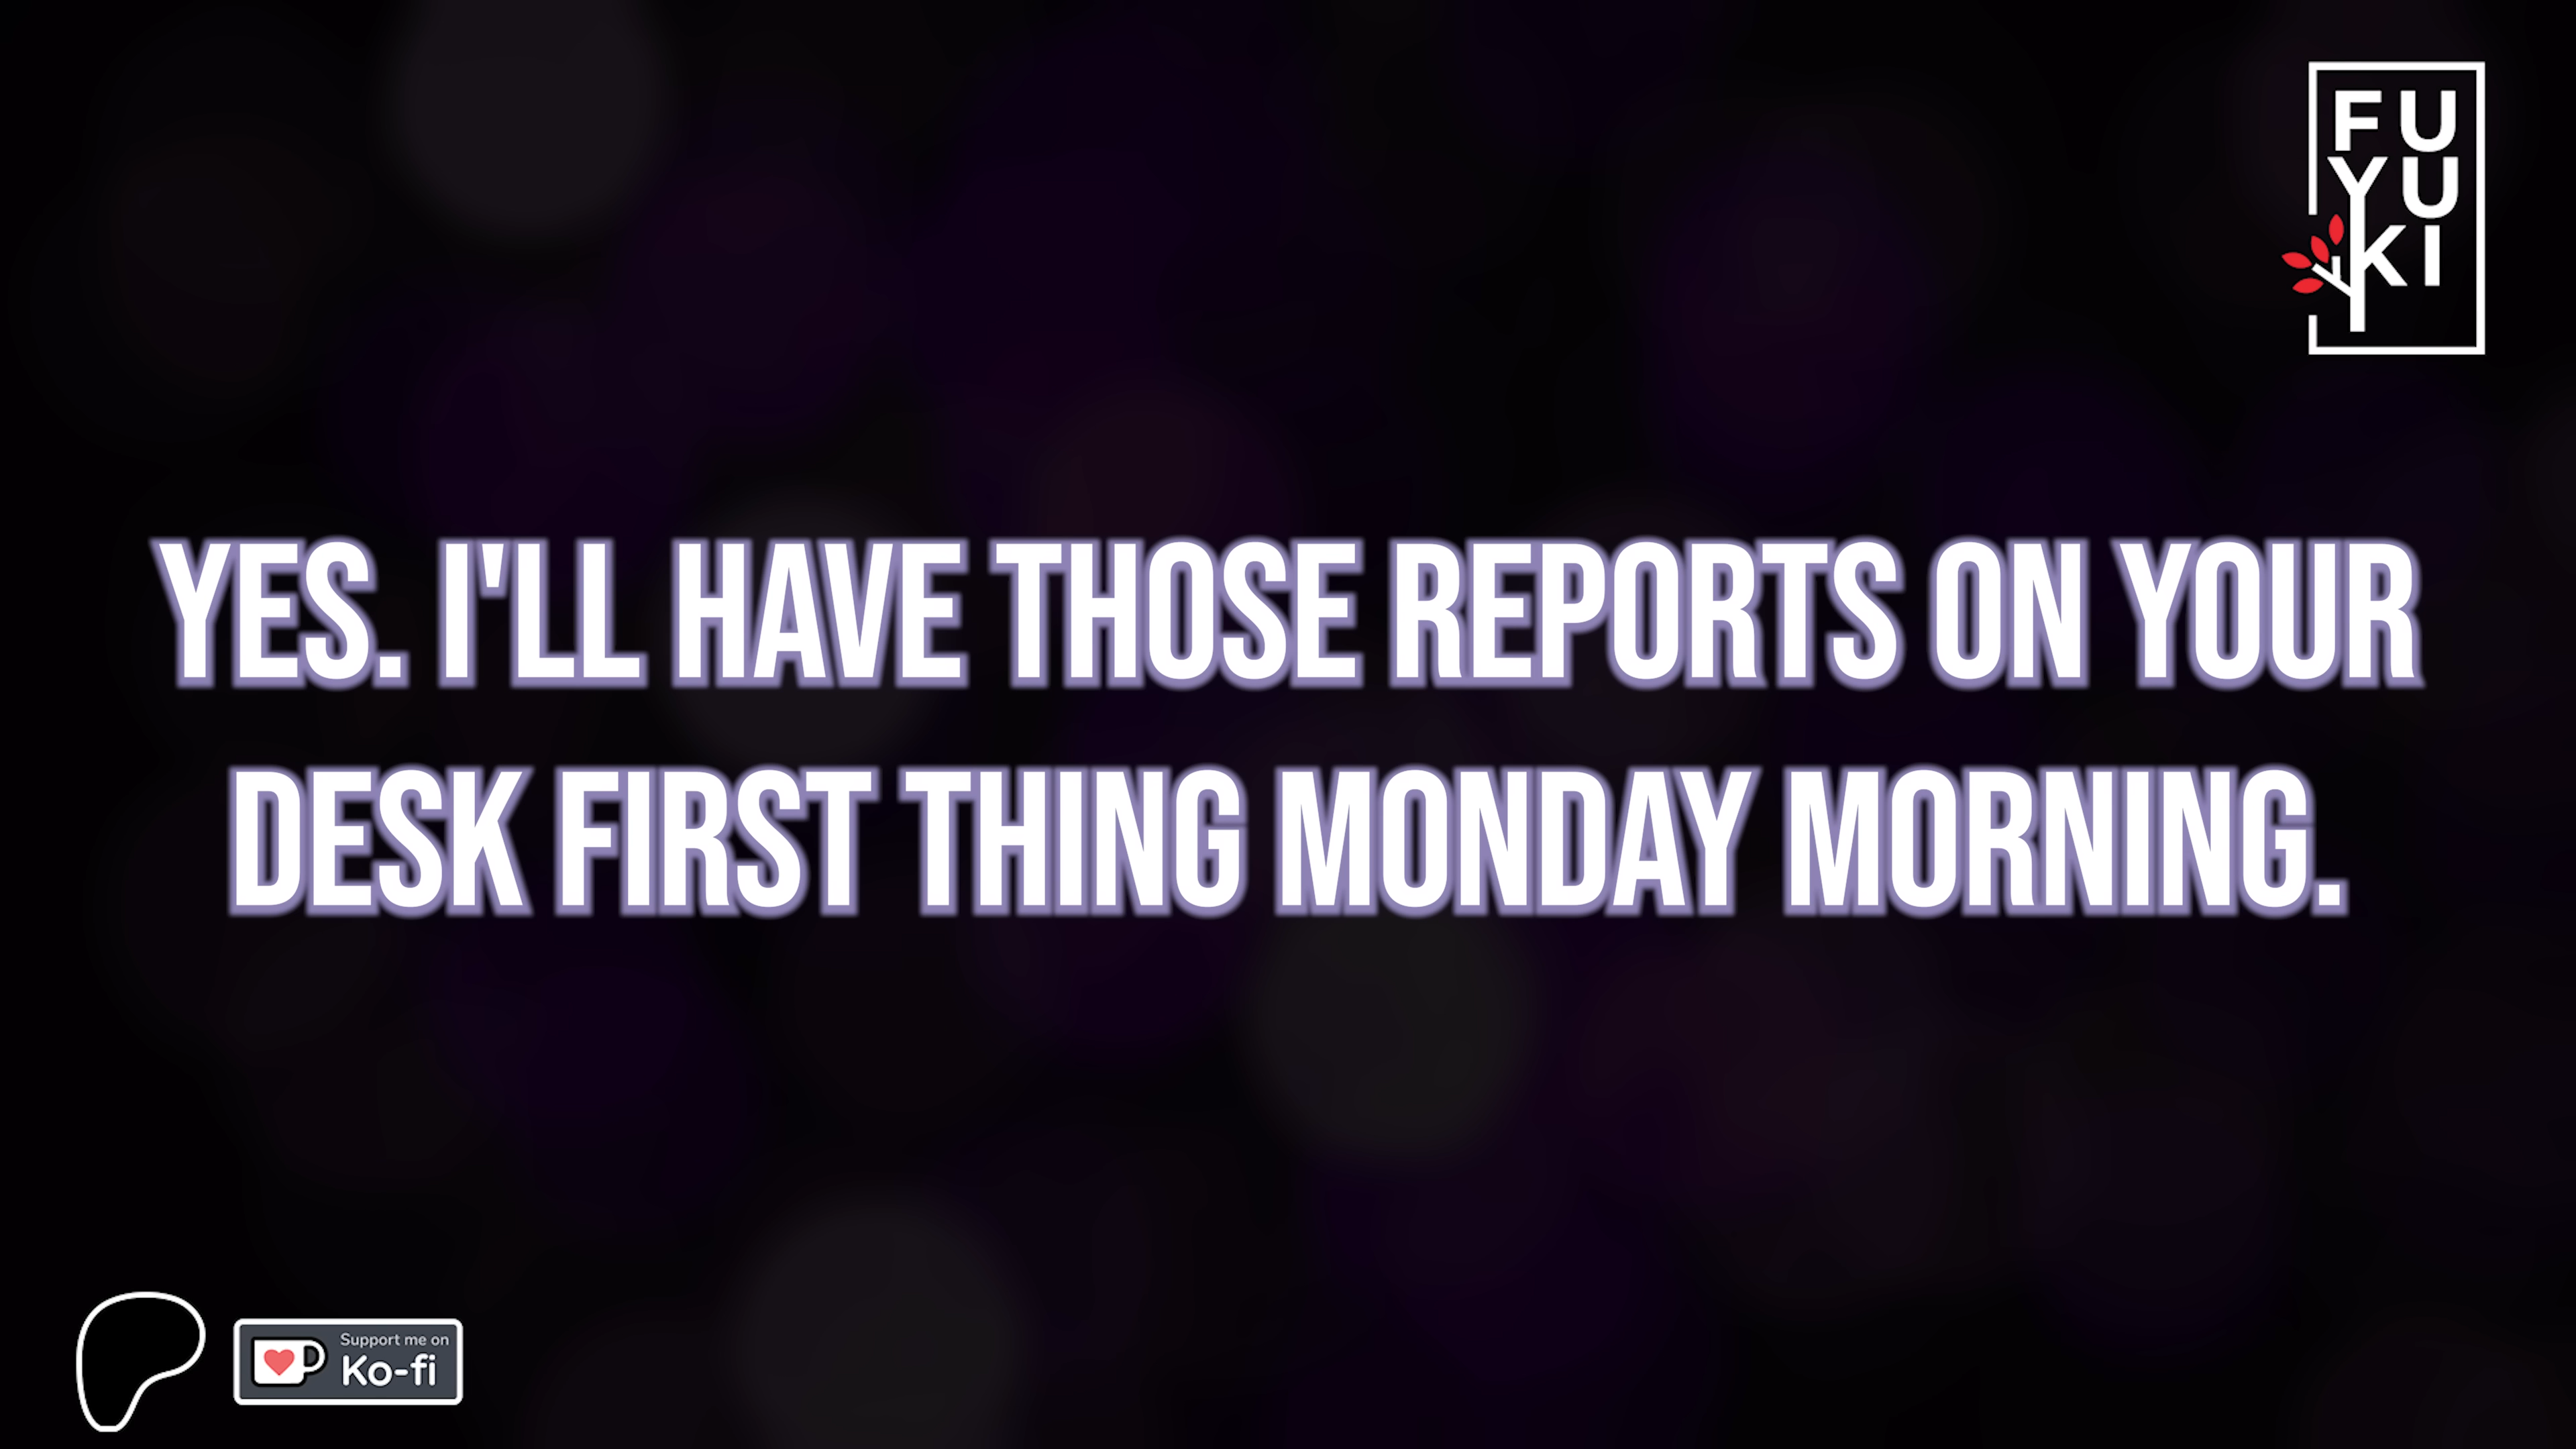 FU
YU
KI
YES. I'LL HAVE THOSE REPORTS ON YOUR
DESK FIRST THING MONDAY MORNING.
Support me on
Ko-fi